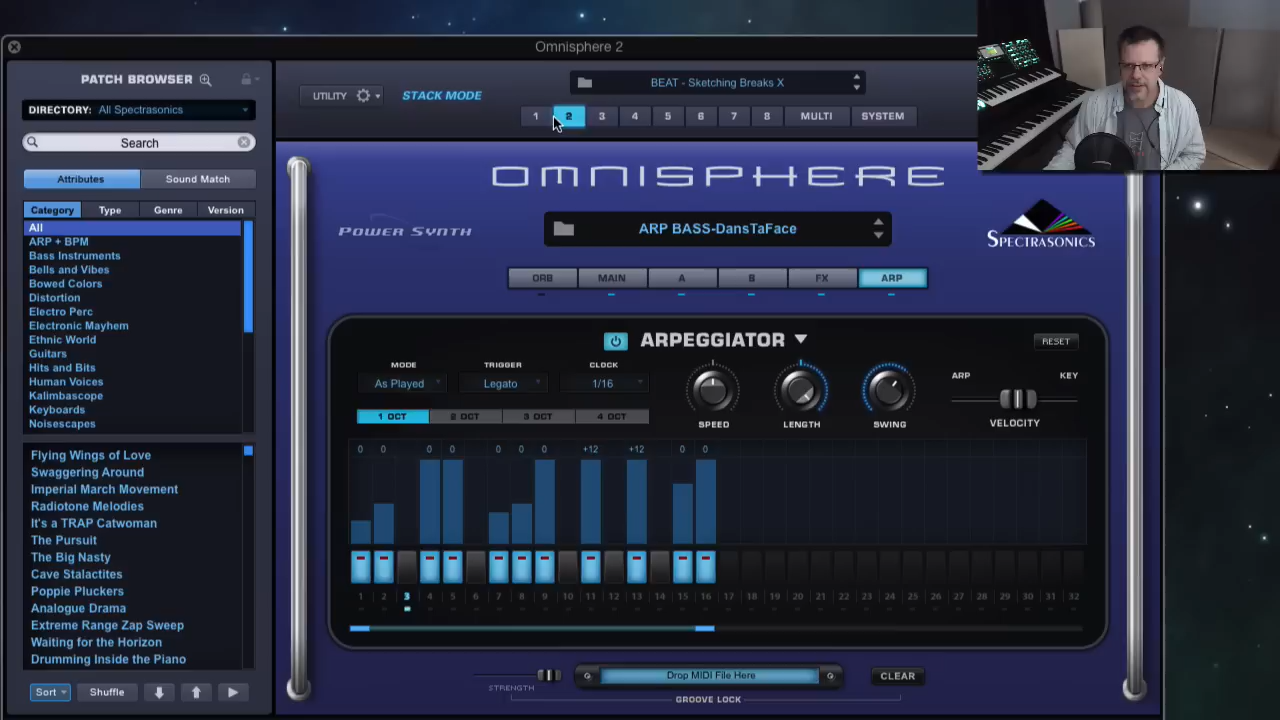 Omnisphere 2
PATCH BROWSER
DIRECTORY: All Spectrasonics
Search
Attributes Sound Match
Category Type Genre Version
All
ARP + BPM
Bass Instruments
Bells and Vibes
Bowed Colors
Distortion
Electro Perc
Electronic Mayhem
Ethnic World
Guitars
Hits and Bits
Human Voices
Kalimbascope
Keyboards
Noisescapes
Flying Wings of Love
Swaggering Around
Imperial March Movement
Radiotone Melodies
It's a TRAP Catwoman
The Pursuit
The Big Nasty
Cave Stalactites
Poppie Pluckers
Analogue Drama
Extreme Range Zap Sweep
Waiting for the Horizon
Drumming Inside the Piano
Sort Shuffle
UTILITY STACK MODE
BEAT - Sketching Breaks X
1 2 3 4 5 6 7 8 MULTI SYSTEM
OMNISPHERE
POWER SYNTH
ARP BASS-DansTaFace
SPECTRASONICS
ORB MAIN A B FX ARP
ARPEGGIATOR
RESET
MODE TRIGGER CLOCK
As Played Legato 1/16
1 OCT 2 OCT 3 OCT 4 OCT
SPEED LENGTH SWING
ARP KEY
VELOCITY
0 0 0 0 0 0 0 +12 +12 0 0
1 2 3 4 5 6 7 8 9 10 11 12 13 14 15 16 17 18 19 20 21 22 23 24 25 26 27 28 29 30 31 32
STRENGTH
Drop MIDI File Here
CLEAR
GROOVE LOCK